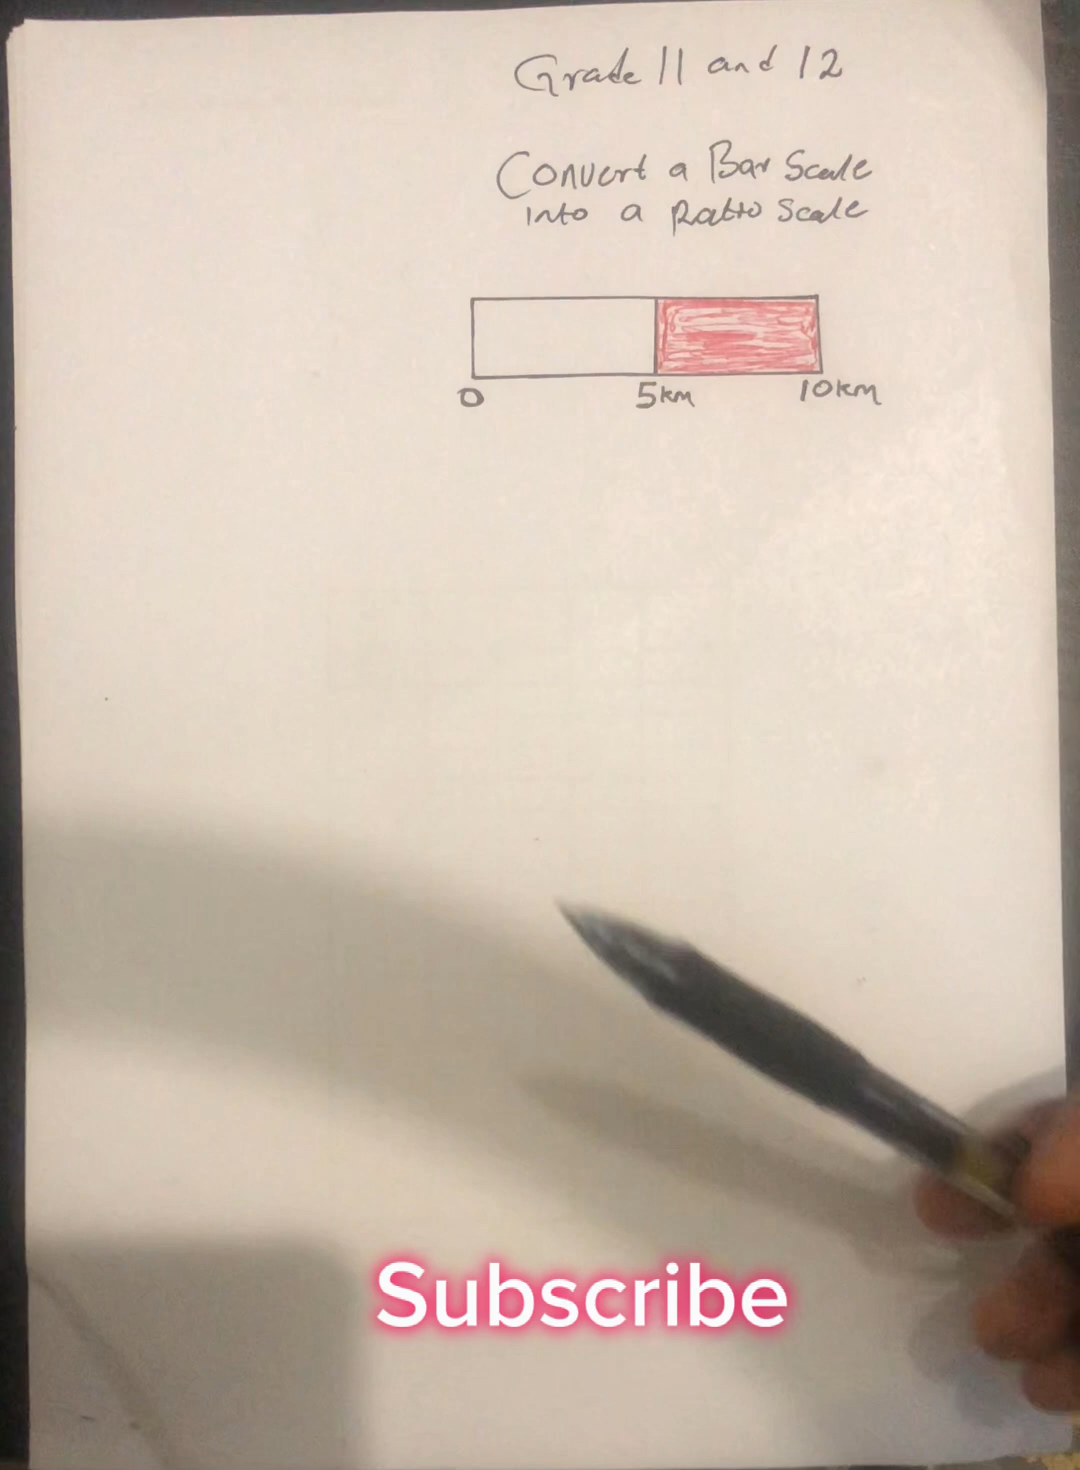 Grade 11 and 12
Convert a Bar Scale
into a Ratio Scale
0 5km 10km
Subscribe